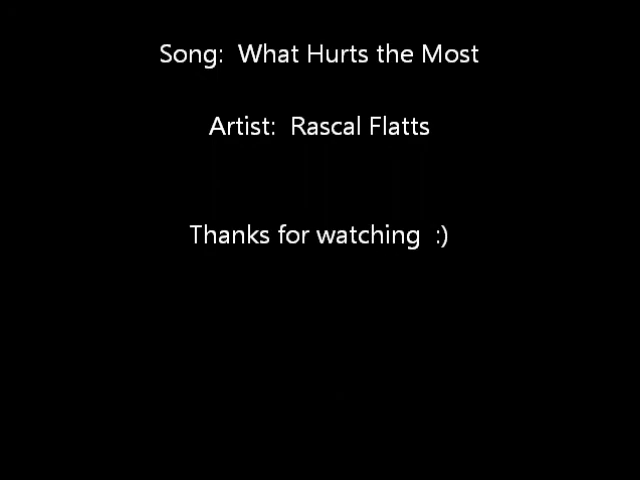 Song:  What Hurts the Most
Artist:  Rascal Flatts
Thanks for watching  :)